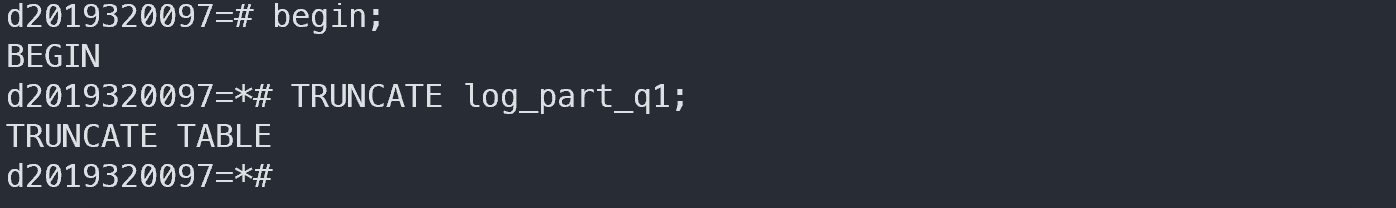 d2019320097=# begin;
BEGIN
d2019320097=*# TRUNCATE log_part_q1;
TRUNCATE TABLE
d2019320097=*#